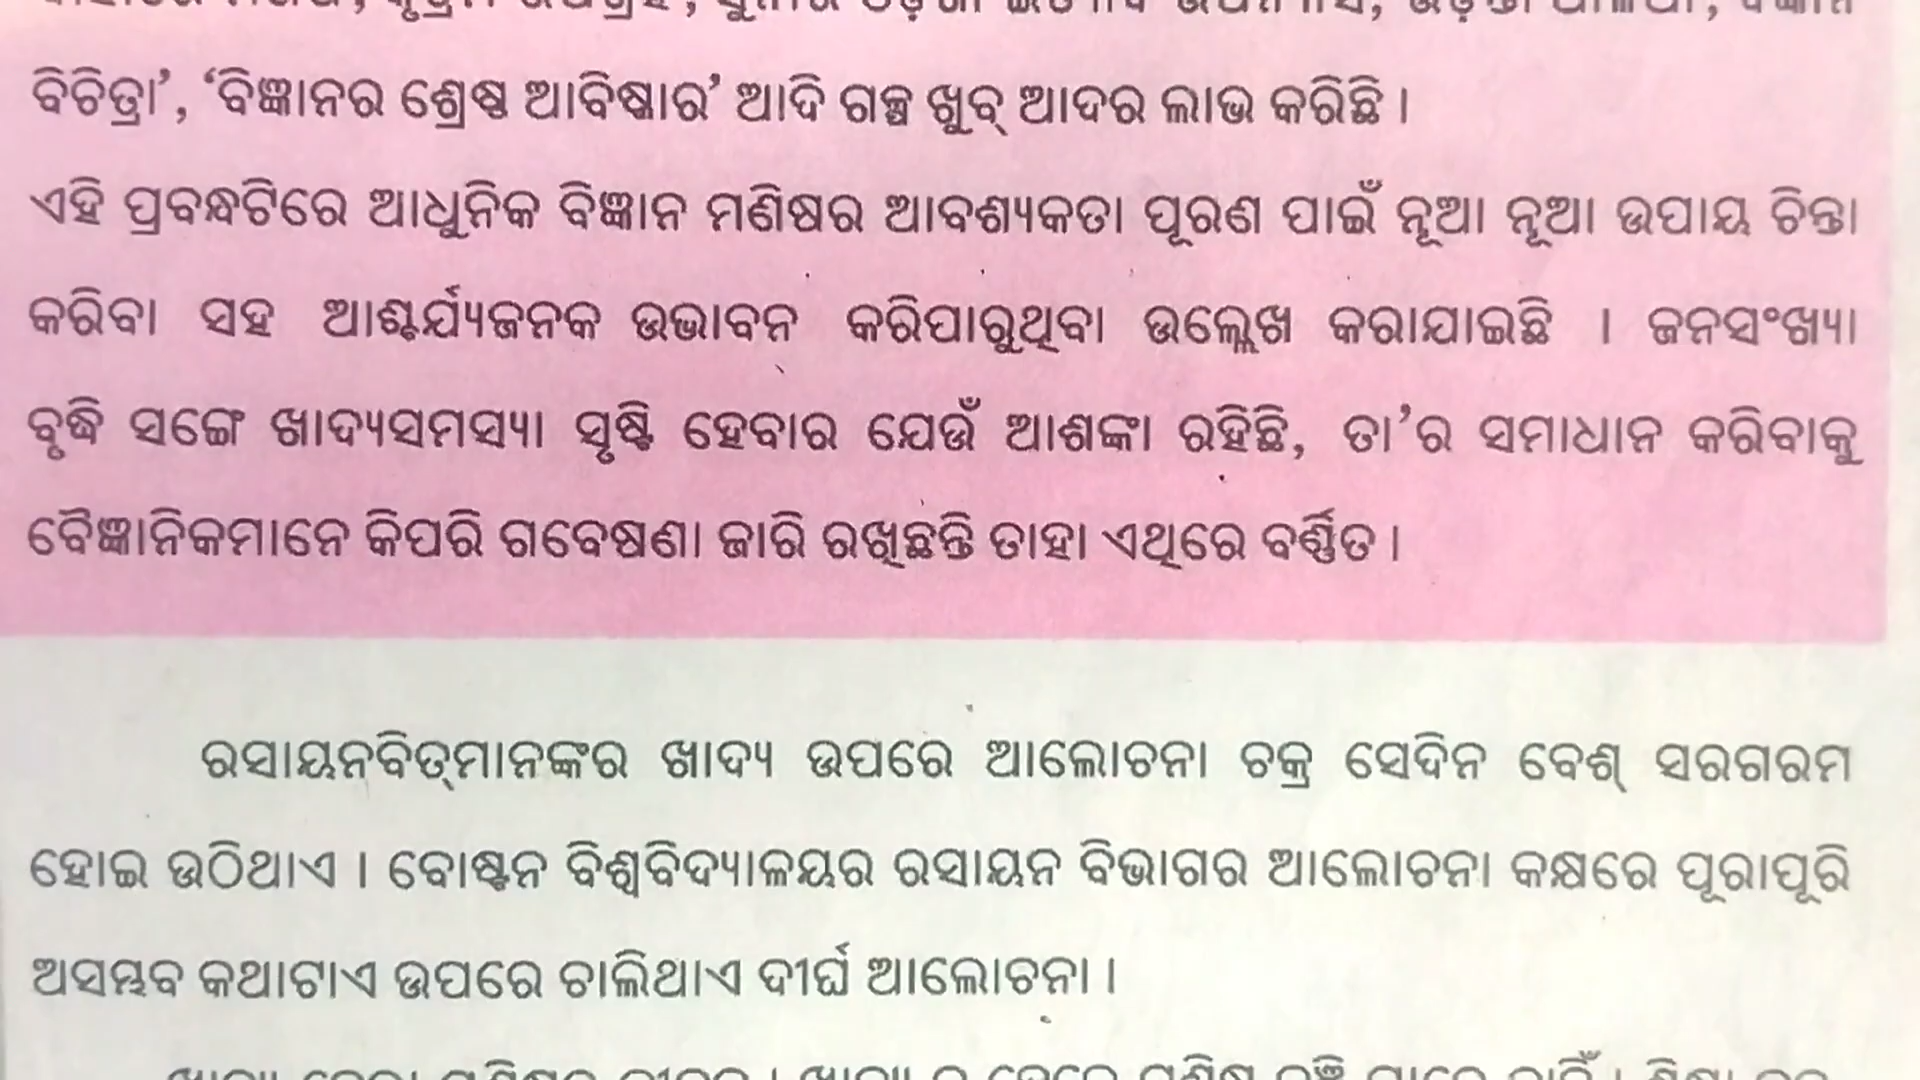 ବିଚିତ୍ରା’, ‘ବିଜ୍ଞାନର ଶ୍ରେଷ୍ଠ ଆବିଷ୍କାର’ ଆଦି ଗଳ୍ପ ଖୁବ୍ ଆଦର ଲାଭ କରିଛି ।
ଏହି ପ୍ରବନ୍ଧଟିରେ ଆଧୁନିକ ବିଜ୍ଞାନ ମଣିଷର ଆବଶ୍ୟକତା ପୂରଣ ପାଇଁ ନୂଆ ନୂଆ ଉପାୟ ଚିନ୍ତା
କରିବା ସହ ଆଶ୍ଚର୍ଯ୍ୟଜନକ ଉଭାବନ କରିପାରୁଥିବା ଉଲ୍ଲେଖ କରାଯାଇଛି । ଜନସଂଖ୍ୟା
ବୃଦ୍ଧି ସଙ୍ଗେ ଖାଦ୍ୟସମସ୍ୟା ସୃଷ୍ଟି ହେବାର ଯେଉଁ ଆଶଙ୍କା ରହିଛି, ତା’ର ସମାଧାନ କରିବାକୁ
ବୈଜ୍ଞାନିକମାନେ କିପରି ଗବେଷଣା ଜାରି ରଖିଛନ୍ତି ତାହା ଏଥିରେ ବର୍ଣ୍ଣିତ ।
ରସାୟନବିତ୍‌ମାନଙ୍କର ଖାଦ୍ୟ ଉପରେ ଆଲୋଚନା ଚକ୍ର ସେଦିନ ବେଶ୍ ସରଗରମ
ହୋଇ ଉଠିଥାଏ । ବୋଷ୍ଟନ ବିଶ୍ୱବିଦ୍ୟାଳୟର ରସାୟନ ବିଭାଗର ଆଲୋଚନା କକ୍ଷରେ ପୂରାପୂରି
ଅସମ୍ଭବ କଥାଟାଏ ଉପରେ ଚାଲିଥାଏ ଦୀର୍ଘ ଆଲୋଚନା ।